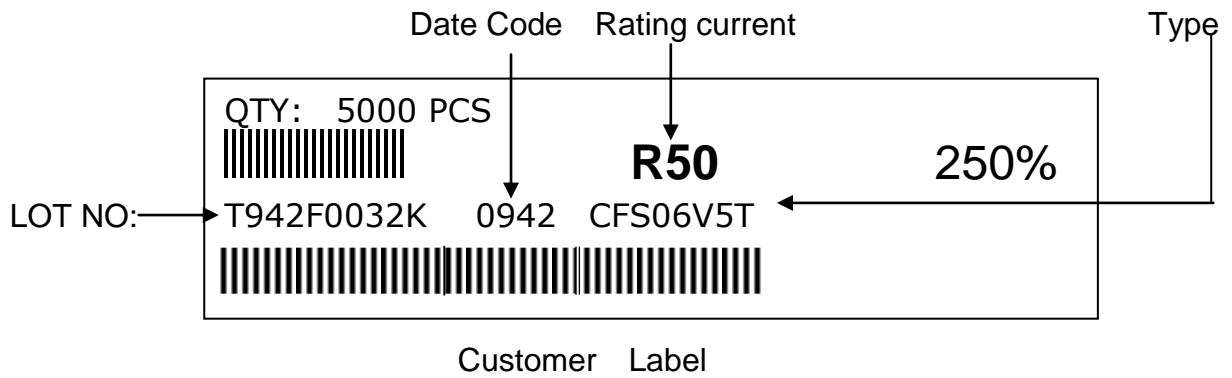 Date Code Rating current Type
QTY: 5000 PCS
R50 250%
LOT NO: T942F0032K 0942 CFS06V5T
Customer Label